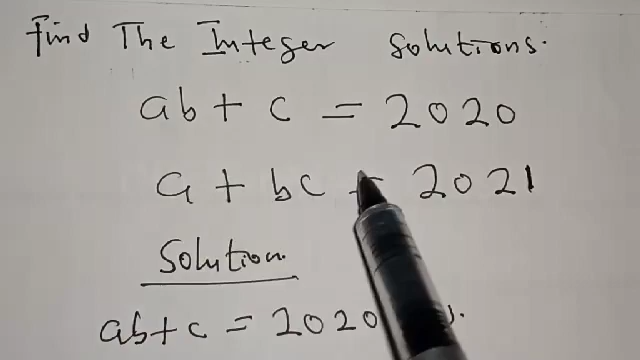 Find The Integer Solutions.
ab + c = 2020
a + bc = 2021
Solution
ab + c = 2020